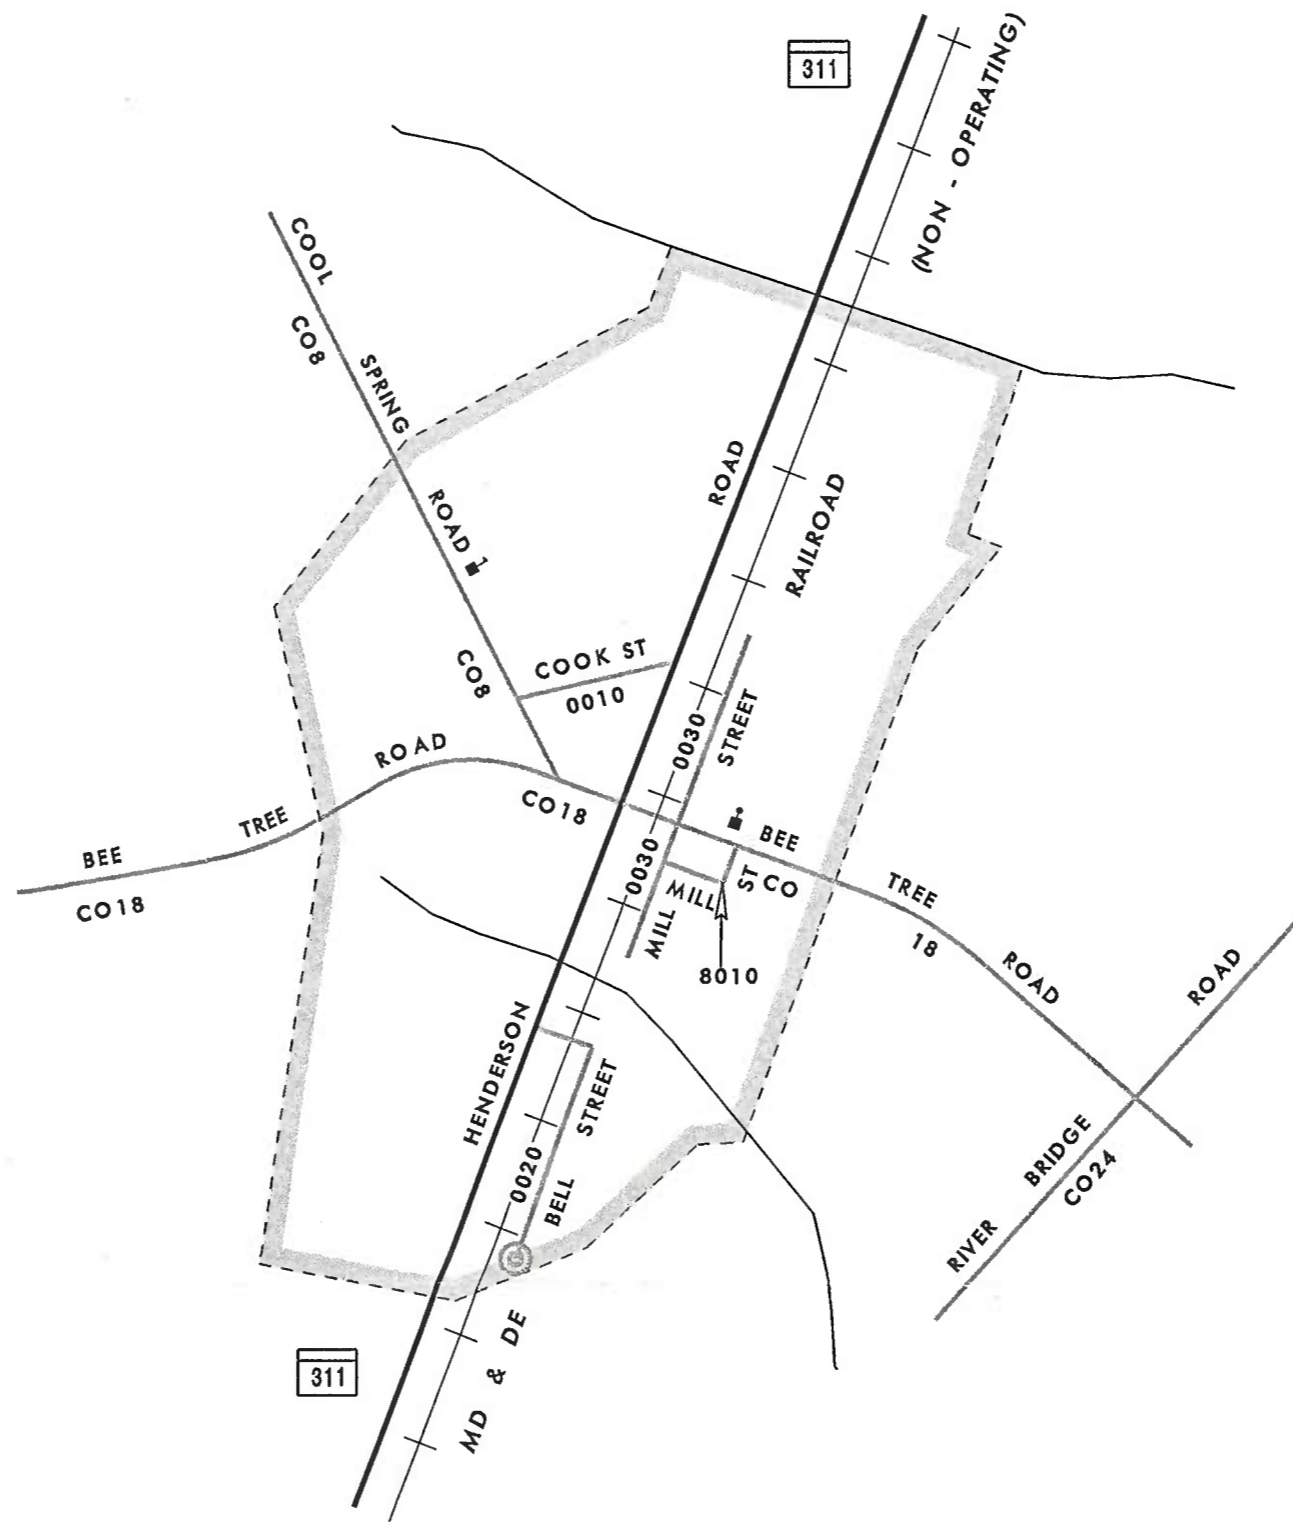 311
(NON - OPERATING)
COOL
CO8
SPRING
ROAD
ROAD
1
RAILROAD
COOK ST
0010
CO8
0030
STREET
ROAD
CO18
TREE
BEE
CO18
BEE
0030
MILL
ST
CO
TREE
18
MILL
8010
ROAD
ROAD
HENDERSON
STREET
0020
BELL
BRIDGE
CO24
RIVER
MD & DE
311